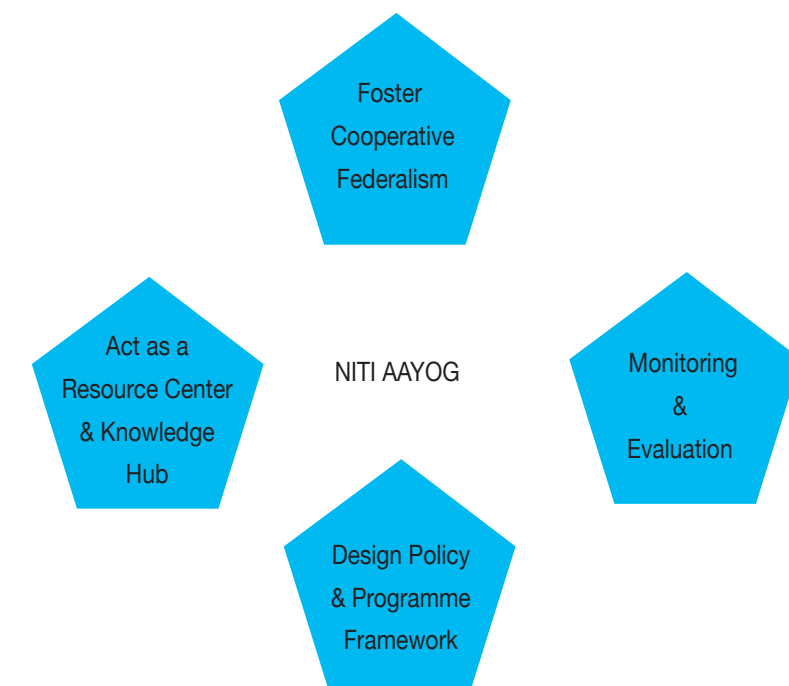 Foster
Cooperative
Federalism
Act as a
Resource Center
& Knowledge
Hub
NITI AAYOG
Monitoring
&
Evaluation
Design Policy
& Programme
Framework